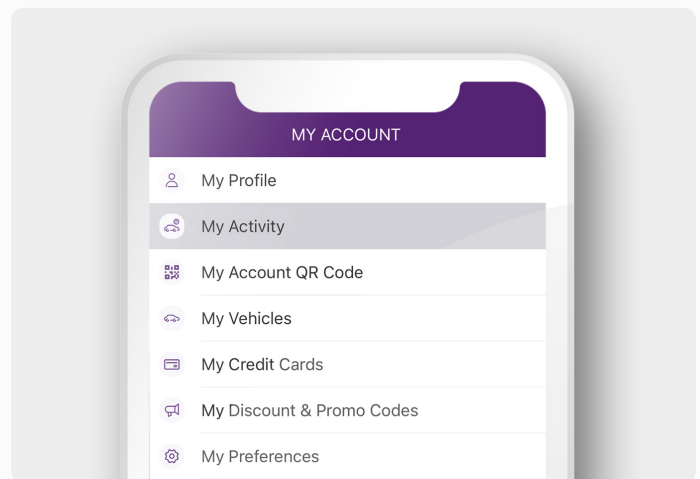 MY ACCOUNT
My Profile
My Activity
My Account QR Code
My Vehicles
My Credit Cards
My Discount & Promo Codes
My Preferences